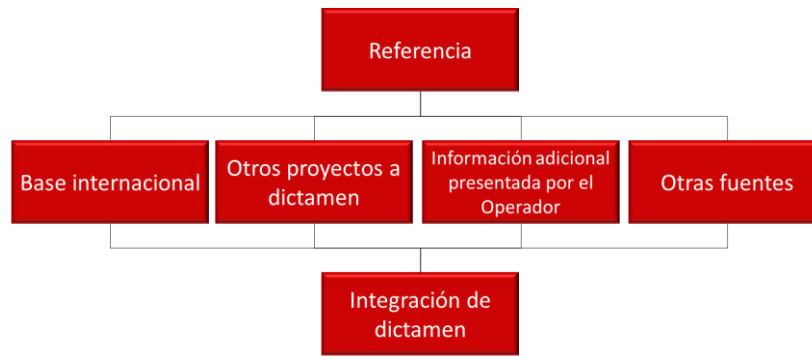 Referencia
Base internacional
Otros proyectos a
dictamen
Información adicional
presentada por el
Operador
Otras fuentes
Integración de
dictamen